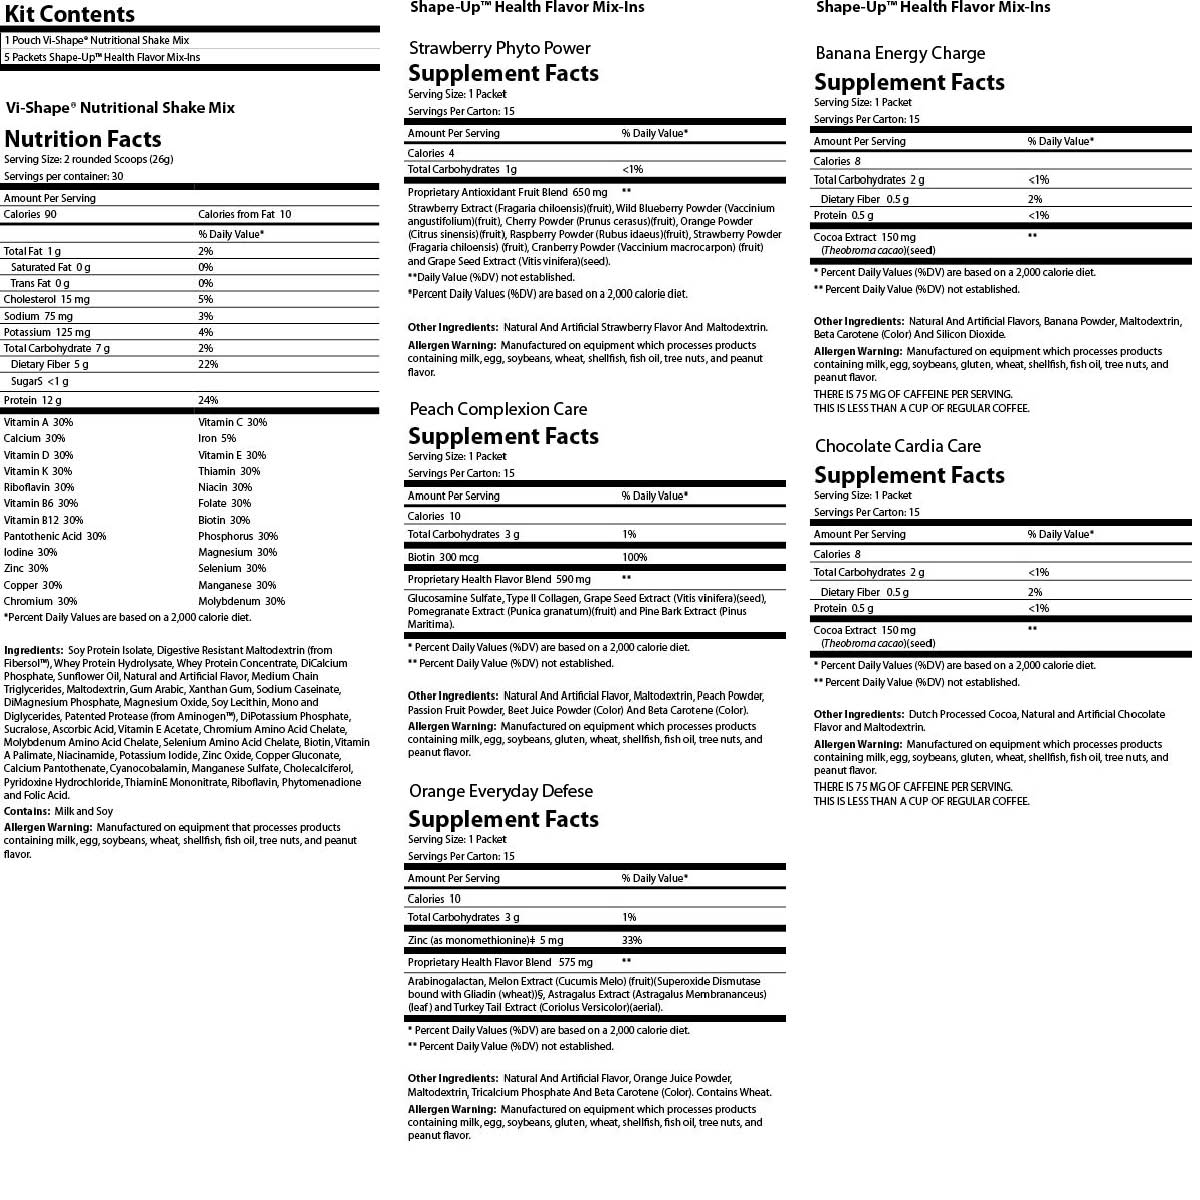 Kit Contents
1 Pouch Vi-Shape® Nutritional Shake Mix
5 Packets Shape-Up™ Health Flavor Mix-Ins
Vi-Shape® Nutritional Shake Mix
Nutrition Facts
Serving Size: 2 rounded Scoops (26g)
Servings per container: 30
Amount Per Serving
Calories 90 Calories from Fat 10
% Daily Value*
Total Fat 1 g 2%
Saturated Fat 0 g 0%
Trans Fat 0 g 0%
Cholesterol 15 mg 5%
Sodium 75 mg 3%
Potassium 125 mg 4%
Total Carbohydrate 7 g 2%
Dietary Fiber 5 g 22%
SugarS <1 g
Protein 12 g 24%
Vitamin A 30% Vitamin C 30%
Calcium 30% Iron 5%
Vitamin D 30% Vitamin E 30%
Vitamin K 30% Thiamin 30%
Riboflavin 30% Niacin 30%
Vitamin B6 30% Folate 30%
Vitamin B12 30% Biotin 30%
Pantothenic Acid 30% Phosphorus 30%
Iodine 30% Magnesium 30%
Zinc 30% Selenium 30%
Copper 30% Manganese 30%
Chromium 30% Molybdenum 30%
*Percent Daily Values are based on a 2,000 calorie diet.
Ingredients: Soy Protein Isolate, Digestive Resistant Maltodextrin (from
Fibersol™), Whey Protein Hydrolysate, Whey Protein Concentrate, DiCalcium
Phosphate, Sunflower Oil, Natural and Artificial Flavor, Medium Chain
Triglycerides, Maltodextrin, Gum Arabic, Xanthan Gum, Sodium Caseinate,
DiMagnesium Phosphate, Magnesium Oxide, Soy Lecithin, Mono and
Diglycerides, Patented Protease (from Aminogen™), DiPotassium Phosphate,
Sucralose, Ascorbic Acid, Vitamin E Acetate, Chromium Amino Acid Chelate,
Molybdenum Amino Acid Chelate, Selenium Amino Acid Chelate, Biotin, Vitamin
A Palimate, Niacinamide, Potassium Iodide, Zinc Oxide, Copper Gluconate,
Calcium Pantothenate, Cyanocobalamin, Manganese Sulfate, Cholecalciferol,
Pyridoxine Hydrochloride, ThiaminE Mononitrate, Riboflavin, Phytomenadione
and Folic Acid.
Contains: Milk and Soy
Allergen Warning: Manufactured on equipment that processes products
containing milk, egg, soybeans, wheat, shellfish, fish oil, tree nuts, and peanut
flavor.
Shape-Up™ Health Flavor Mix-Ins
Strawberry Phyto Power
Supplement Facts
Serving Size: 1 Packet
Servings Per Carton: 15
Amount Per Serving % Daily Value*
Calories 4
Total Carbohydrates 1g <1%
Proprietary Antioxidant Fruit Blend 650 mg **
Strawberry Extract (Fragaria chiloensis)(fruit), Wild Blueberry Powder (Vaccinium
angustifolium)(fruit), Cherry Powder (Prunus cerasus)(fruit), Orange Powder
(Citrus sinensis)(fruit), Raspberry Powder (Rubus idaeus)(fruit), Strawberry Powder
(Fragaria chiloensis) (fruit), Cranberry Powder (Vaccinium macrocarpon) (fruit)
and Grape Seed Extract (Vitis vinifera)(seed).
**Daily Value (%DV) not established.
*Percent Daily Values (%DV) are based on a 2,000 calorie diet.
Other Ingredients: Natural And Artificial Strawberry Flavor And Maltodextrin.
Allergen Warning: Manufactured on equipment which processes products
containing milk, egg, soybeans, wheat, shellfish, fish oil, tree nuts, and peanut
flavor.
Peach Complexion Care
Supplement Facts
Serving Size: 1 Packet
Servings Per Carton: 15
Amount Per Serving % Daily Value*
Calories 10
Total Carbohydrates 3 g 1%
Biotin 300 mcg 100%
Proprietary Health Flavor Blend 590 mg **
Glucosamine Sulfate, Type II Collagen, Grape Seed Extract (Vitis vinifera)(seed),
Pomegranate Extract (Punica granatum)(fruit) and Pine Bark Extract (Pinus
Maritima).
* Percent Daily Values (%DV) are based on a 2,000 calorie diet.
** Percent Daily Value (%DV) not established.
Other Ingredients: Natural And Artificial Flavor, Maltodextrin, Peach Powder,
Passion Fruit Powder, Beet Juice Powder (Color) And Beta Carotene (Color).
Allergen Warning: Manufactured on equipment which processes products
containing milk, egg, soybeans, gluten, wheat, shellfish, fish oil, tree nuts, and
peanut flavor.
Orange Everyday Defese
Supplement Facts
Serving Size: 1 Packet
Servings Per Carton: 15
Amount Per Serving % Daily Value*
Calories 10
Total Carbohydrates 3 g 1%
Zinc (as monomethionine)ǂ 5 mg 33%
Proprietary Health Flavor Blend 575 mg **
Arabinogalactan, Melon Extract (Cucumis Melo) (fruit)(Superoxide Dismutase
bound with Gliadin (wheat))§, Astragalus Extract (Astragalus Membrananceus)
(leaf) and Turkey Tail Extract (Coriolus Versicolor)(aerial).
* Percent Daily Values (%DV) are based on a 2,000 calorie diet.
** Percent Daily Value (%DV) not established.
Other Ingredients: Natural And Artificial Flavor, Orange Juice Powder,
Maltodextrin, Tricalcium Phosphate And Beta Carotene (Color). Contains Wheat.
Allergen Warning: Manufactured on equipment which processes products
containing milk, egg, soybeans, gluten, wheat, shellfish, fish oil, tree nuts, and
peanut flavor.
Shape-Up™ Health Flavor Mix-Ins
Banana Energy Charge
Supplement Facts
Serving Size: 1 Packet
Servings Per Carton: 15
Amount Per Serving % Daily Value*
Calories 8
Total Carbohydrates 2 g <1%
Dietary Fiber 0.5 g 2%
Protein 0.5 g <1%
Cocoa Extract 150 mg **
(Theobroma cacao)(seed)
* Percent Daily Values (%DV) are based on a 2,000 calorie diet.
** Percent Daily Value (%DV) not established.
Other Ingredients: Natural And Artificial Flavors, Banana Powder, Maltodextrin,
Beta Carotene (Color) And Silicon Dioxide.
Allergen Warning: Manufactured on equipment which processes products
containing milk, egg, soybeans, gluten, wheat, shellfish, fish oil, tree nuts, and
peanut flavor.
THERE IS 75 MG OF CAFFEINE PER SERVING.
THIS IS LESS THAN A CUP OF REGULAR COFFEE.
Chocolate Cardia Care
Supplement Facts
Serving Size: 1 Packet
Servings Per Carton: 15
Amount Per Serving % Daily Value*
Calories 8
Total Carbohydrates 2 g <1%
Dietary Fiber 0.5 g 2%
Protein 0.5 g <1%
Cocoa Extract 150 mg **
(Theobroma cacao)(seed)
* Percent Daily Values (%DV) are based on a 2,000 calorie diet.
** Percent Daily Value (%DV) not established.
Other Ingredients: Dutch Processed Cocoa, Natural and Artificial Chocolate
Flavor and Maltodextrin.
Allergen Warning: Manufactured on equipment which processes products
containing milk, egg, soybeans, gluten, wheat, shellfish, fish oil, tree nuts, and
peanut flavor.
THERE IS 75 MG OF CAFFEINE PER SERVING.
THIS IS LESS THAN A CUP OF REGULAR COFFEE.